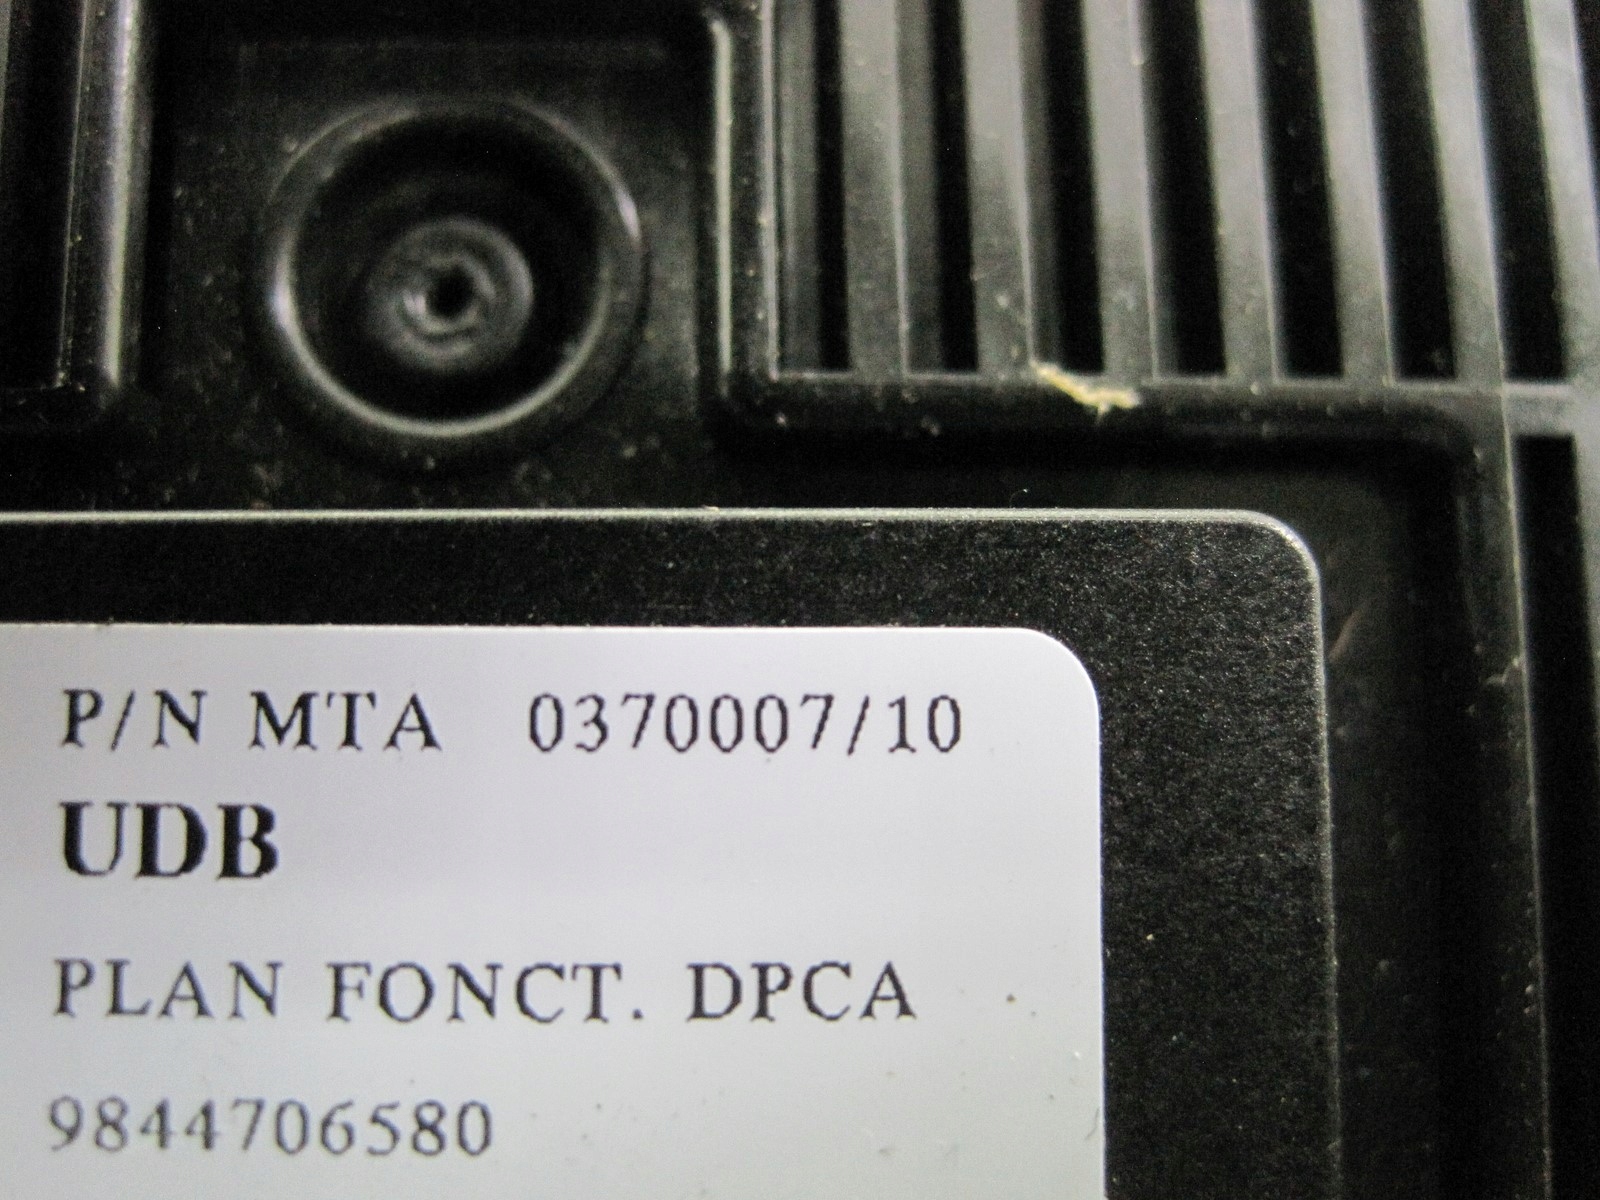 P/N MTA 0370007/10
UDB
PLAN FONCT. DPCA
9844706580